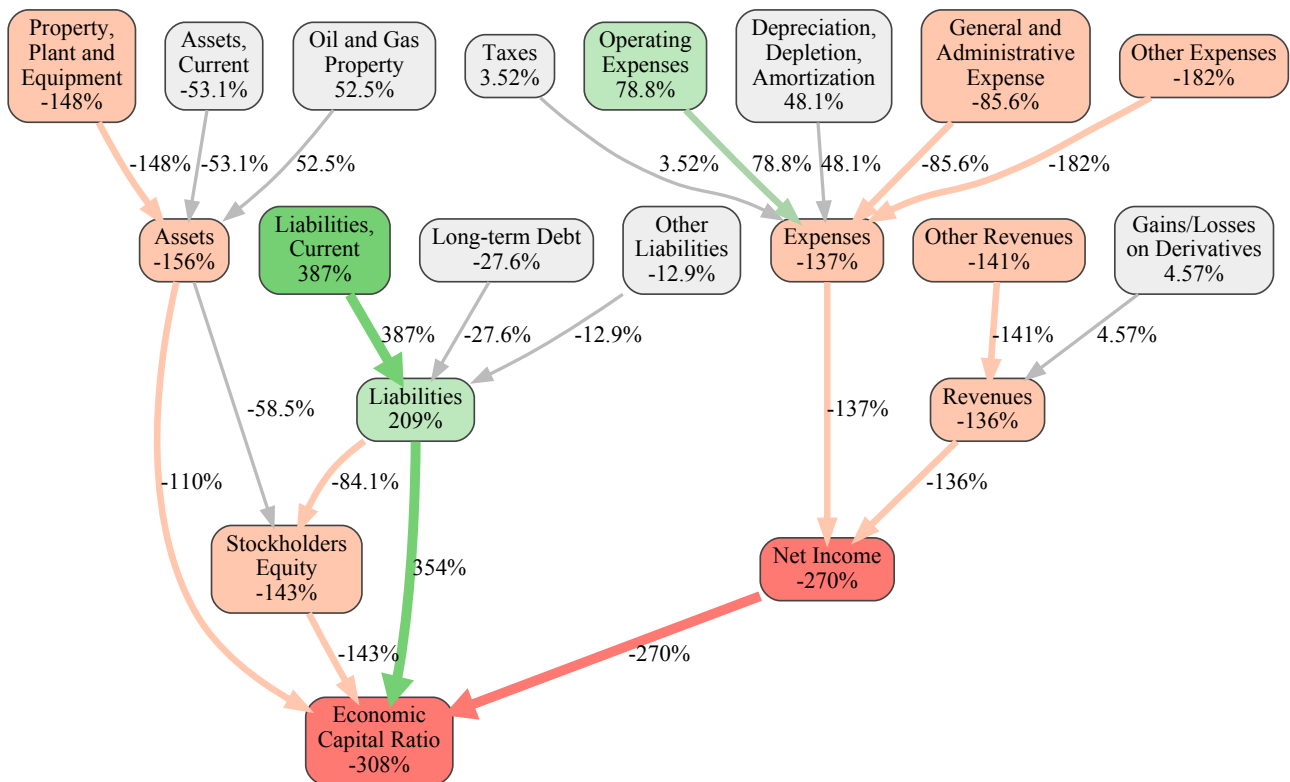 Property,
Plant and
Equipment
-148%
Assets,
Current
-53.1%
Oil and Gas
Property
52.5%
Taxes
3.52%
Operating
Expenses
78.8%
Depreciation,
Depletion,
Amortization
48.1%
General and
Administrative
Expense
-85.6%
Other Expenses
-182%
-148%
-53.1%
52.5%
3.52%
78.8%
48.1%
-85.6%
-182%
Assets
-156%
Liabilities,
Current
387%
Long-term Debt
-27.6%
Other
Liabilities
-12.9%
Expenses
-137%
Other Revenues
-141%
Gains/Losses
on Derivatives
4.57%
387%
-27.6%
-12.9%
-141%
4.57%
-58.5%
Liabilities
209%
-137%
Revenues
-136%
-110%
-84.1%
-136%
Stockholders
Equity
-143%
354%
Net Income
-270%
-143%
-270%
Economic
Capital Ratio
-308%